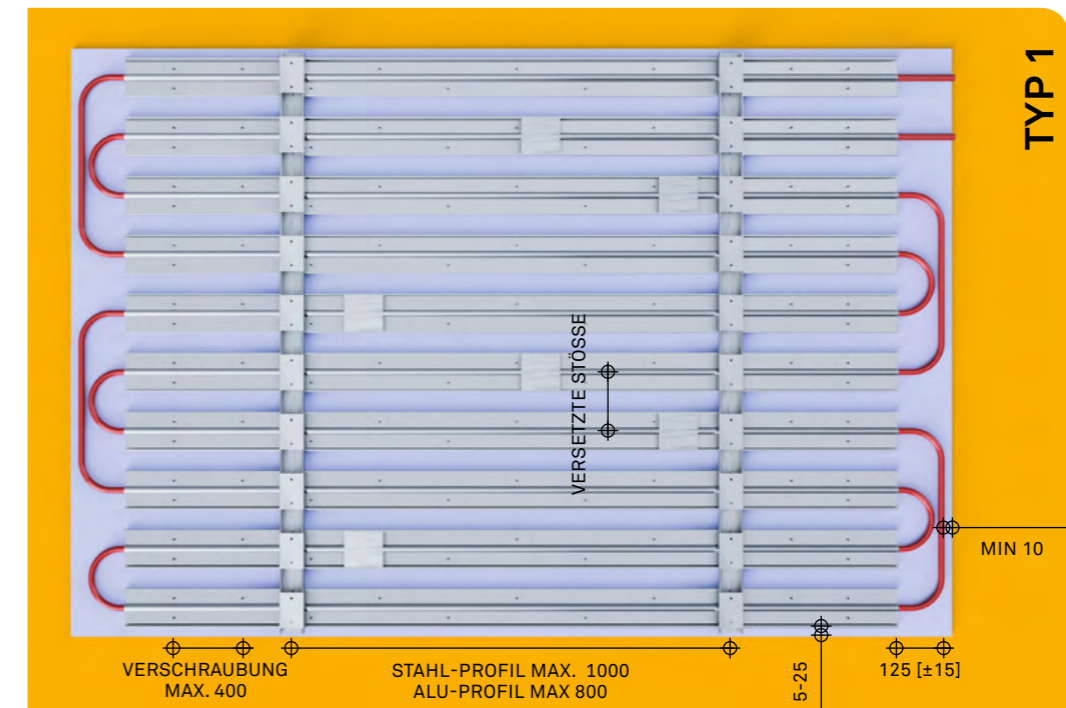 TYP 1
VERSETZTE STÖSSE
MIN 10
VERSCHRAUBUNG
MAX. 400
STAHL-PROFIL MAX. 1000
ALU-PROFIL MAX 800
5-25
125 [±15]